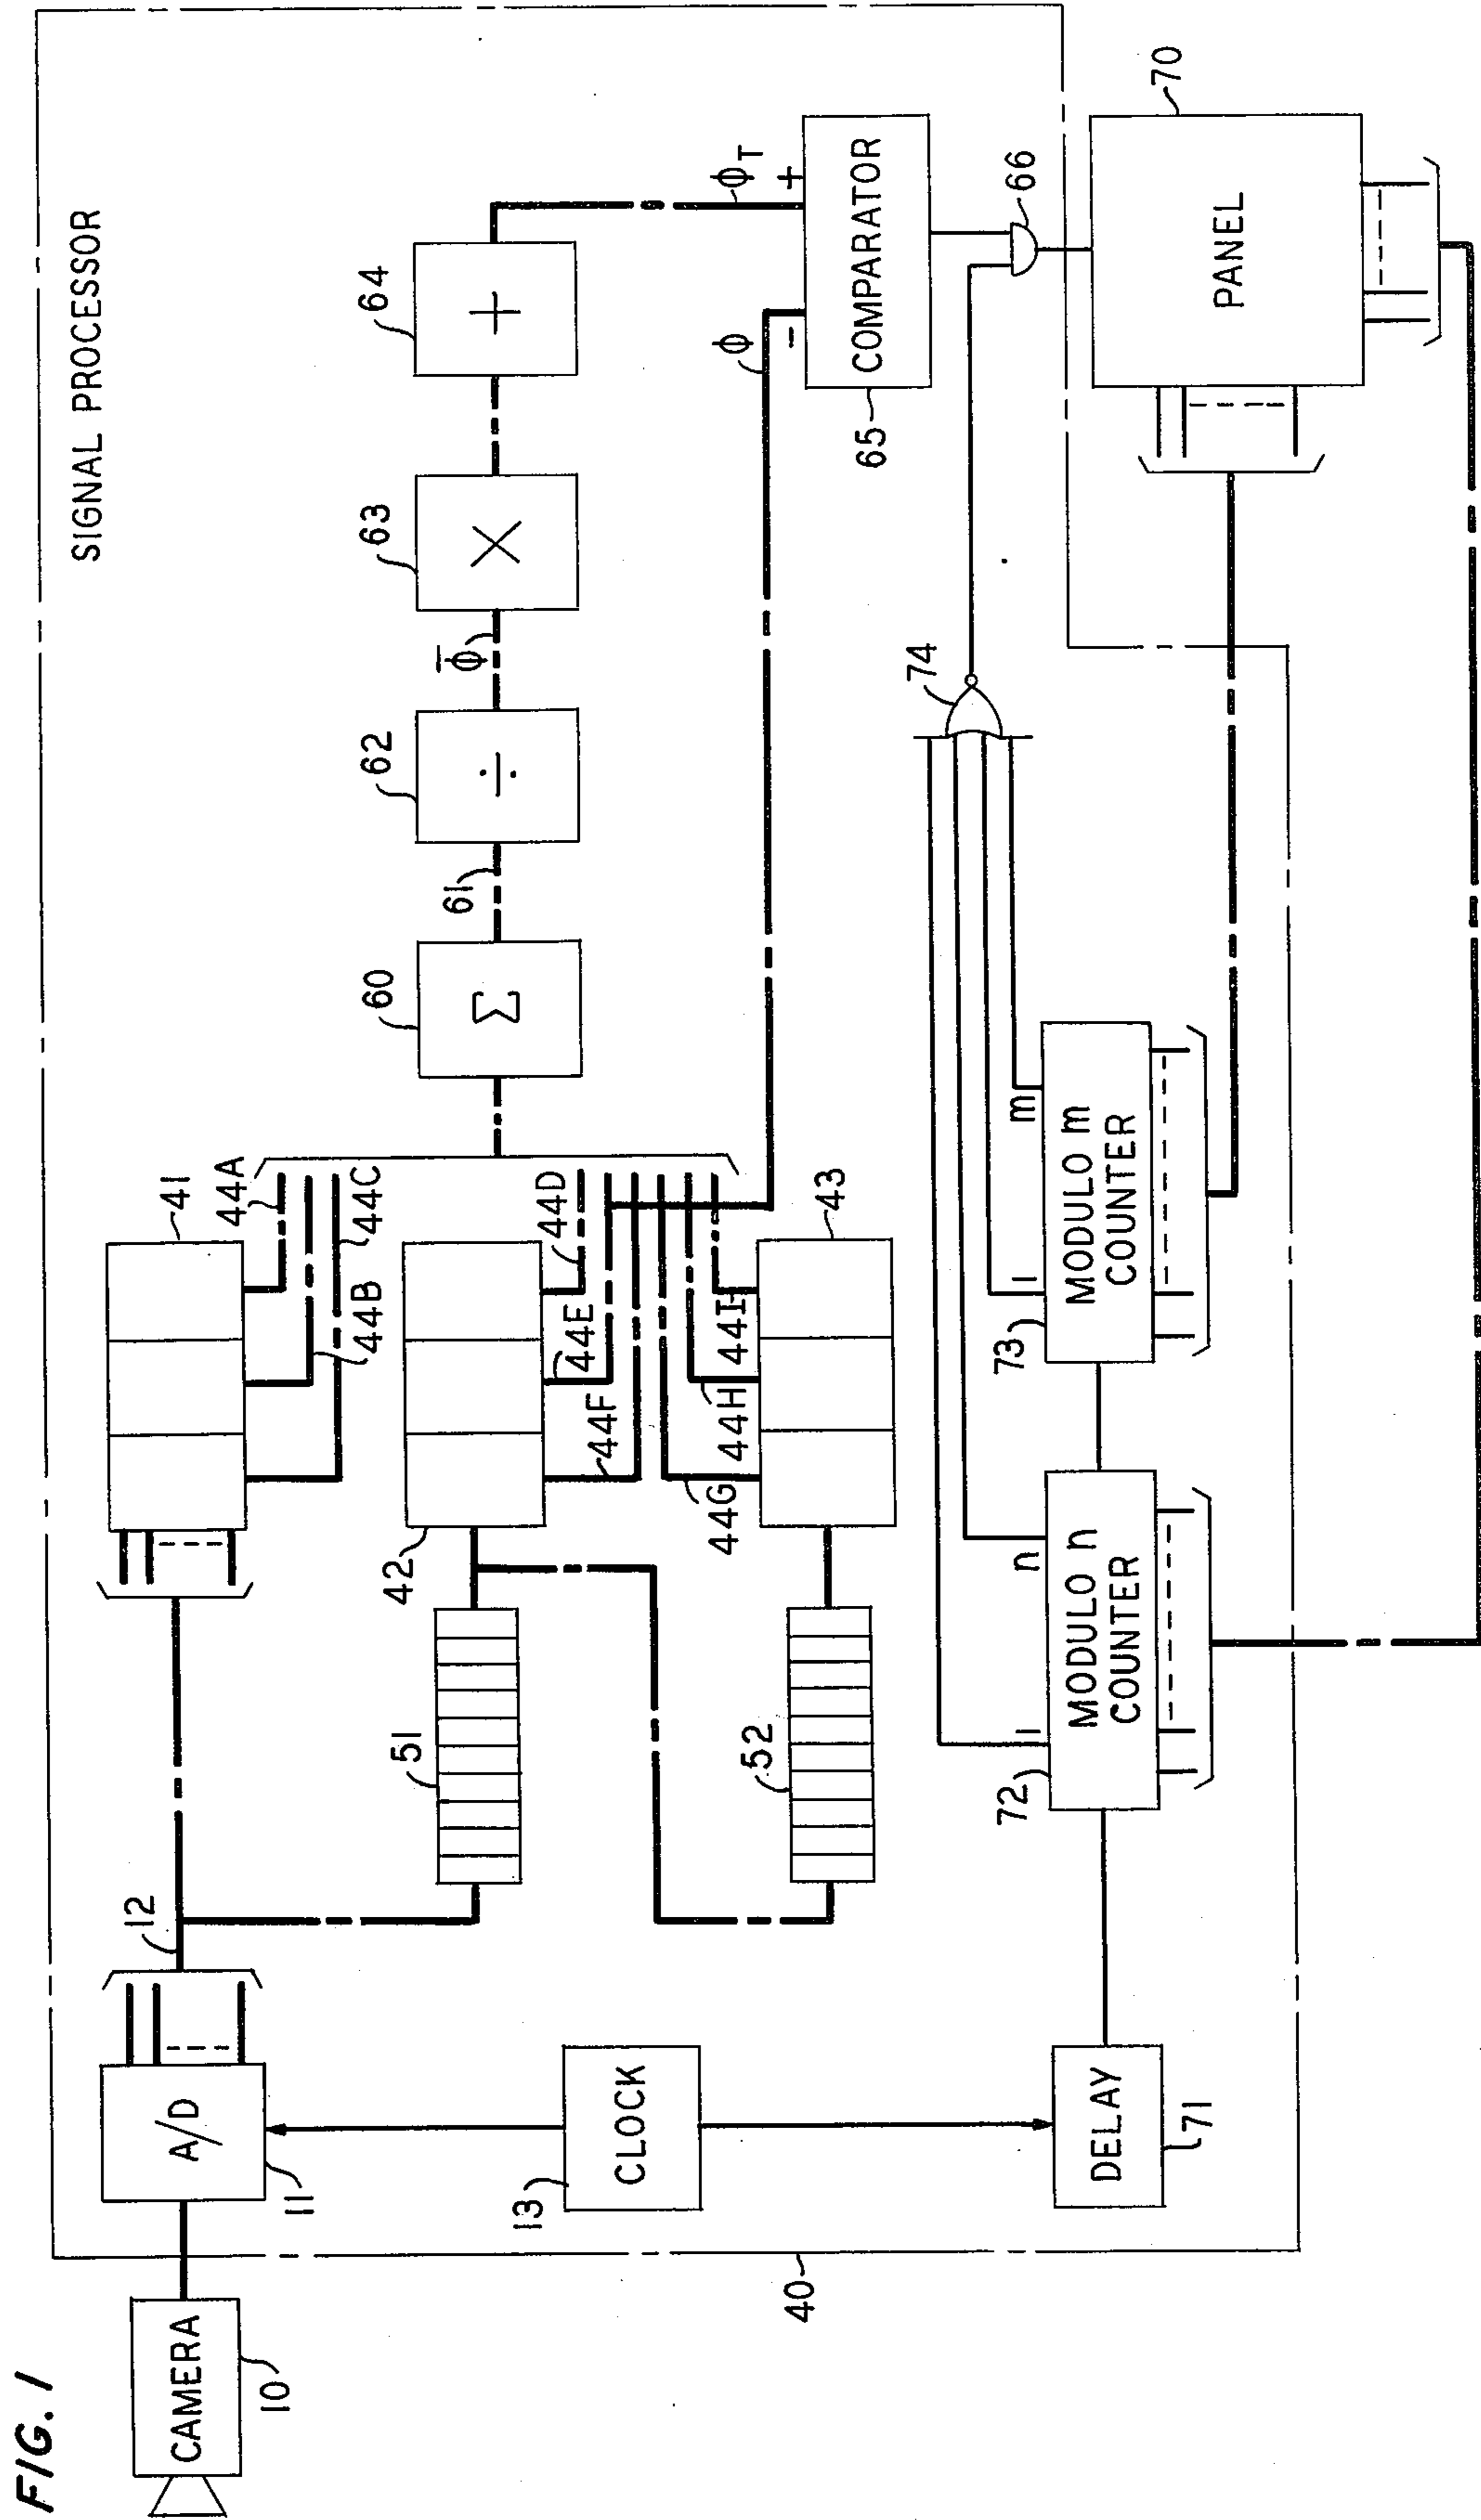 FIG. 1
SIGNAL PROCESSOR
CAMERA
10
A/D
11
12
CLOCK
13
DELAY
71
40
41
44A
44B
44C
51
42
44D
44E
44F
52
43
44G
44H
44I
60
Σ
61
62
÷
Φ̅
63
×
64
+
Φ
ΦT
-
+
COMPARATOR
65
66
74
72
MODULO n
COUNTER
1
n
73
MODULO m
COUNTER
1
m
PANEL
70